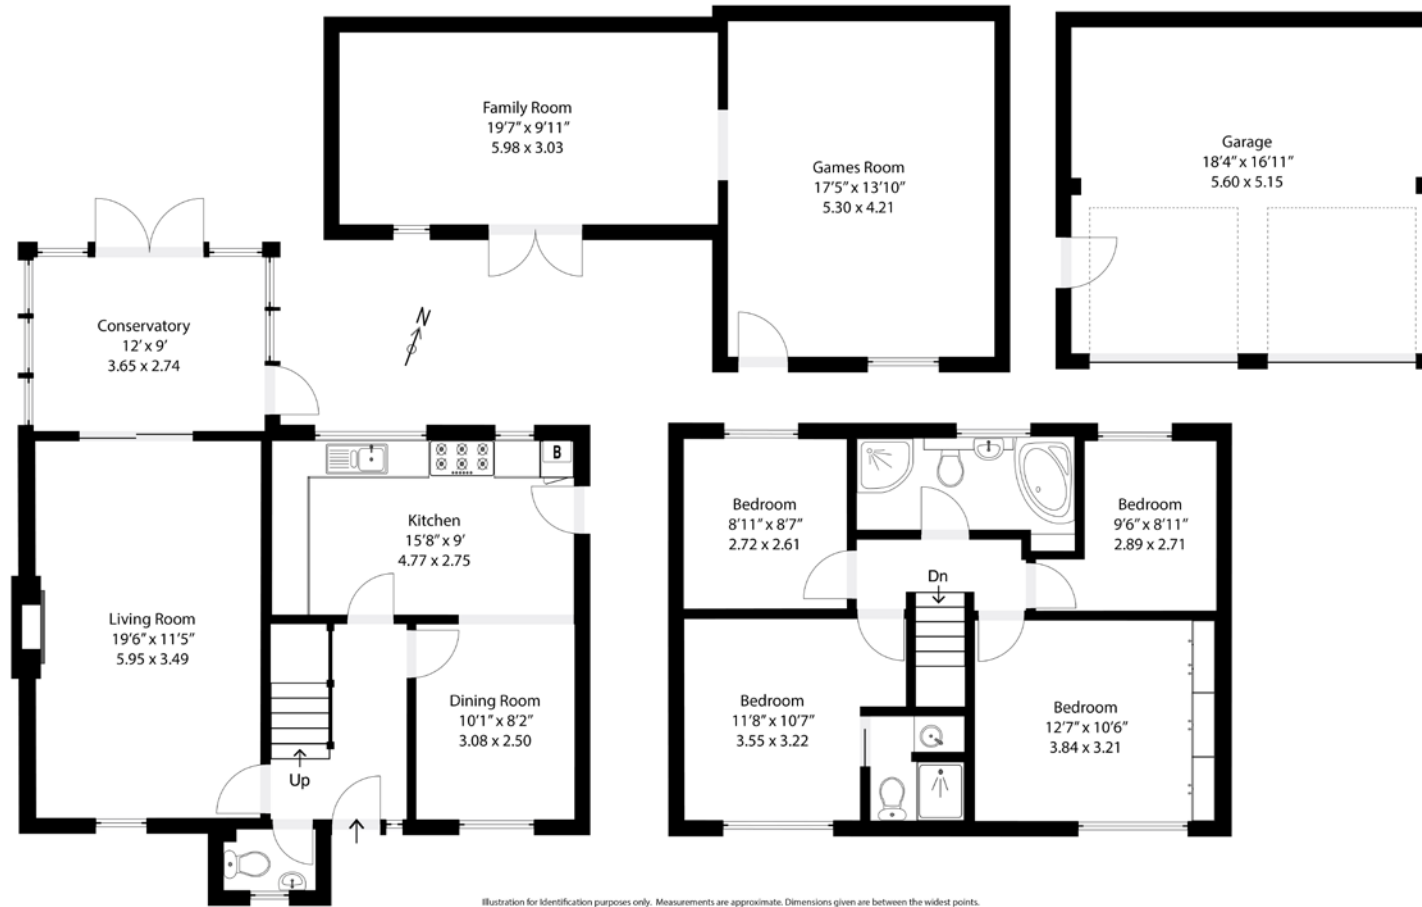 Family Room
19'7" x 9'11"
5.98 x 3.03
Games Room
17'5" x 13'10"
5.30 x 4.21
Garage
18'4" x 16'11"
5.60 x 5.15
Conservatory
12' x 9'
3.65 x 2.74
N
B
Kitchen
15'8" x 9'
4.77 x 2.75
Living Room
19'6" x 11'5"
5.95 x 3.49
Dining Room
10'1" x 8'2"
3.08 x 2.50
Up
Bedroom
8'11" x 8'7"
2.72 x 2.61
Bedroom
9'6" x 8'11"
2.89 x 2.71
Dn
Bedroom
11'8" x 10'7"
3.55 x 3.22
Bedroom
12'7" x 10'6"
3.84 x 3.21
Illustration for Identification purposes only. Measurements are approximate. Dimensions given are between the widest points.